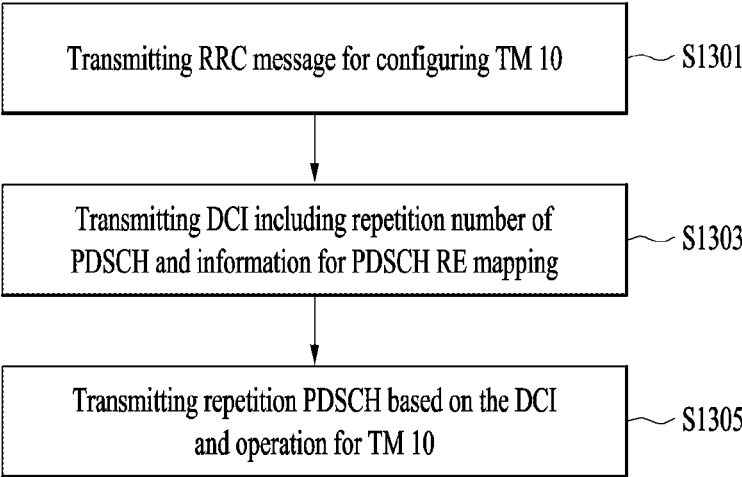 Transmitting RRC message for configuring TM 10
S1301
Transmitting DCI including repetition number of
PDSCH and information for PDSCH RE mapping
S1303
Transmitting repetition PDSCH based on the DCI
and operation for TM 10
S1305